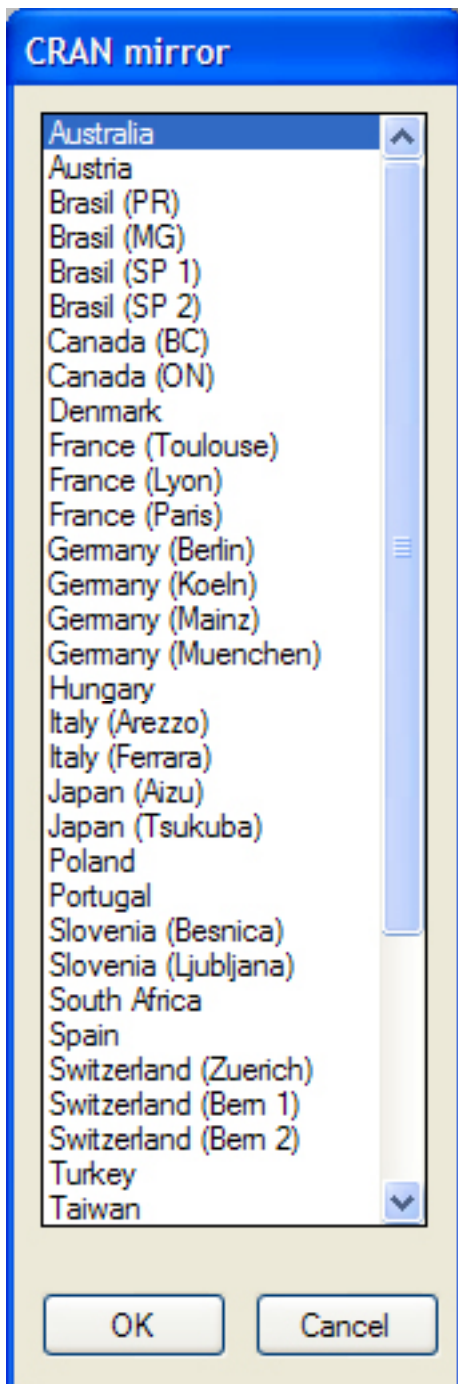 CRAN mirror
Australia
Austria
Brasil (PR)
Brasil (MG)
Brasil (SP 1)
Brasil (SP 2)
Canada (BC)
Canada (ON)
Denmark
France (Toulouse)
France (Lyon)
France (Paris)
Germany (Berlin)
Germany (Koeln)
Germany (Mainz)
Germany (Muenchen)
Hungary
Italy (Arezzo)
Italy (Ferrara)
Japan (Aizu)
Japan (Tsukuba)
Poland
Portugal
Slovenia (Besnica)
Slovenia (Ljubljana)
South Africa
Spain
Switzerland (Zuerich)
Switzerland (Bern 1)
Switzerland (Bern 2)
Turkey
Taiwan
OK Cancel